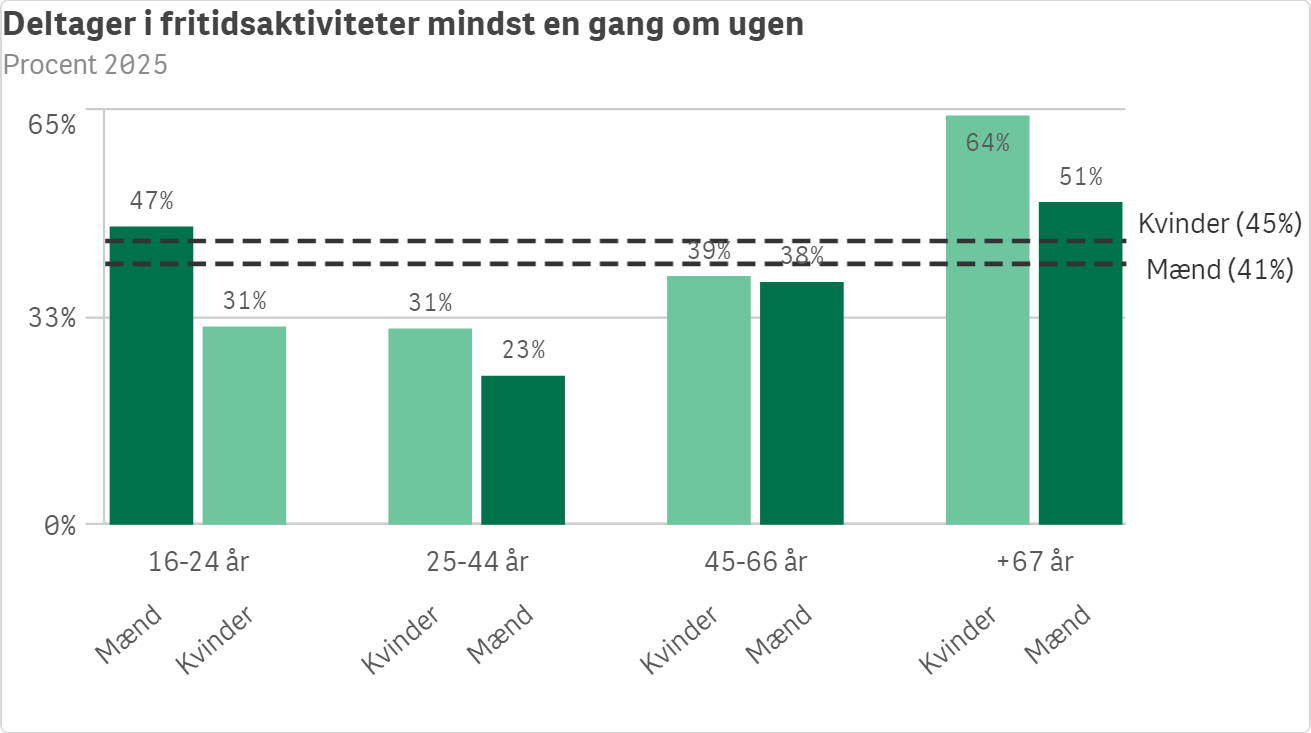 Deltager i fritidsaktiviteter mindst en gang om ugen
Procent 2025
65%
33%
0%
47%
31%
31%
23%
39%
38%
64%
51%
Kvinder (45%)
Mænd (41%)
16-24 år
25-44 år
45-66 år
+67 år
Mænd
Kvinder
Kvinder
Mænd
Kvinder
Mænd
Kvinder
Mænd